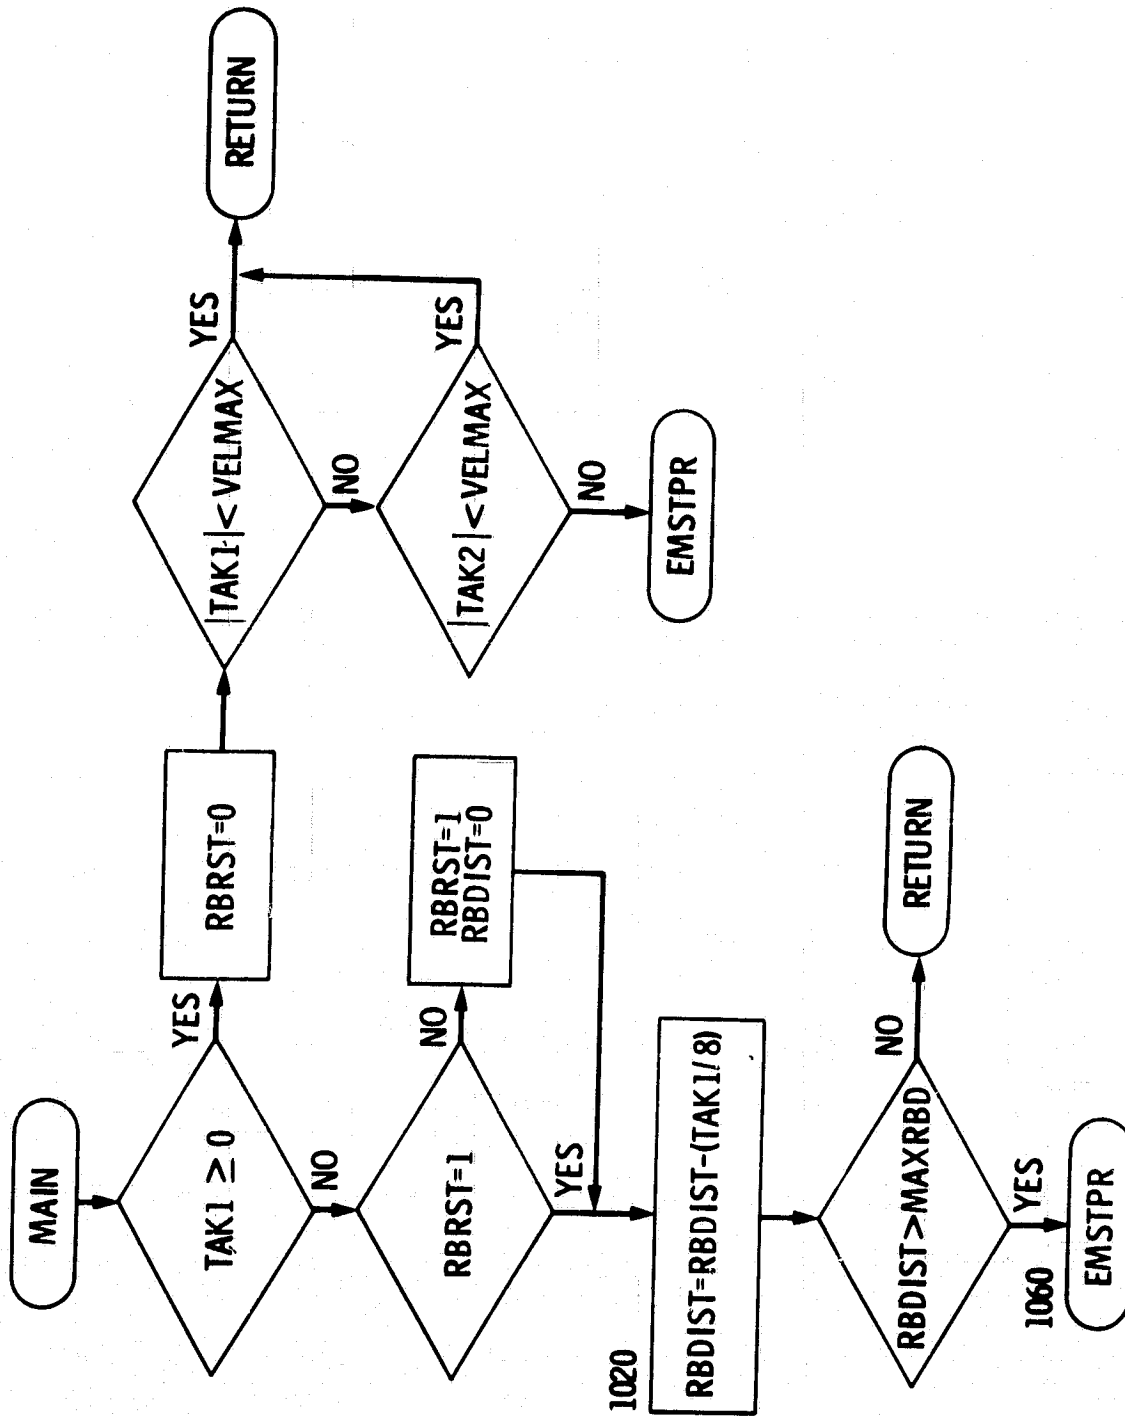 MAIN
TAK1 ≥ 0
YES
NO
RBRST=0
|TAK1|<VELMAX
YES
NO
RETURN
RBRST=1
NO
YES
RBRST=1
RBDIST=0
|TAK2|<VELMAX
YES
NO
EMSTPR
1020
RBDIST=RBDIST-(TAK1/8)
RBDIST>MAXRBD
NO
YES
RETURN
1060
EMSTPR